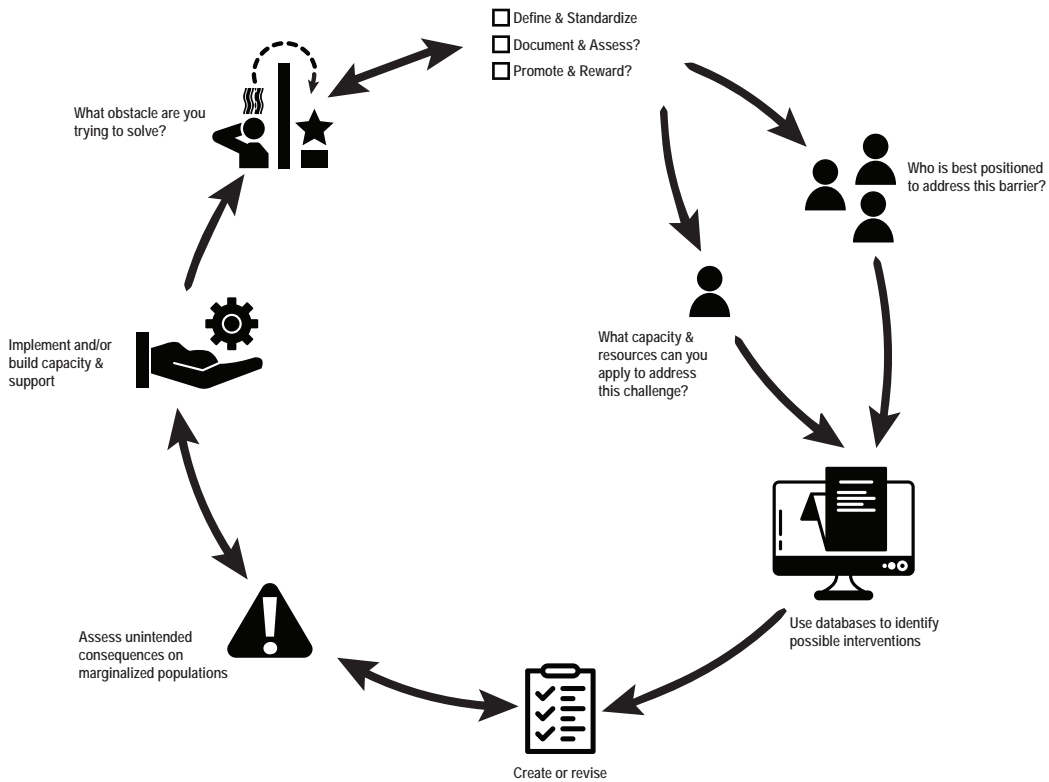 Define & Standardize
Document & Assess?
Promote & Reward?
What obstacle are you
trying to solve?
Who is best positioned
to address this barrier?
What capacity &
resources can you
apply to address
this challenge?
Implement and/or
build capacity &
support
Use databases to identify
possible interventions
Assess unintended
consequences on
marginalized populations
Create or revise